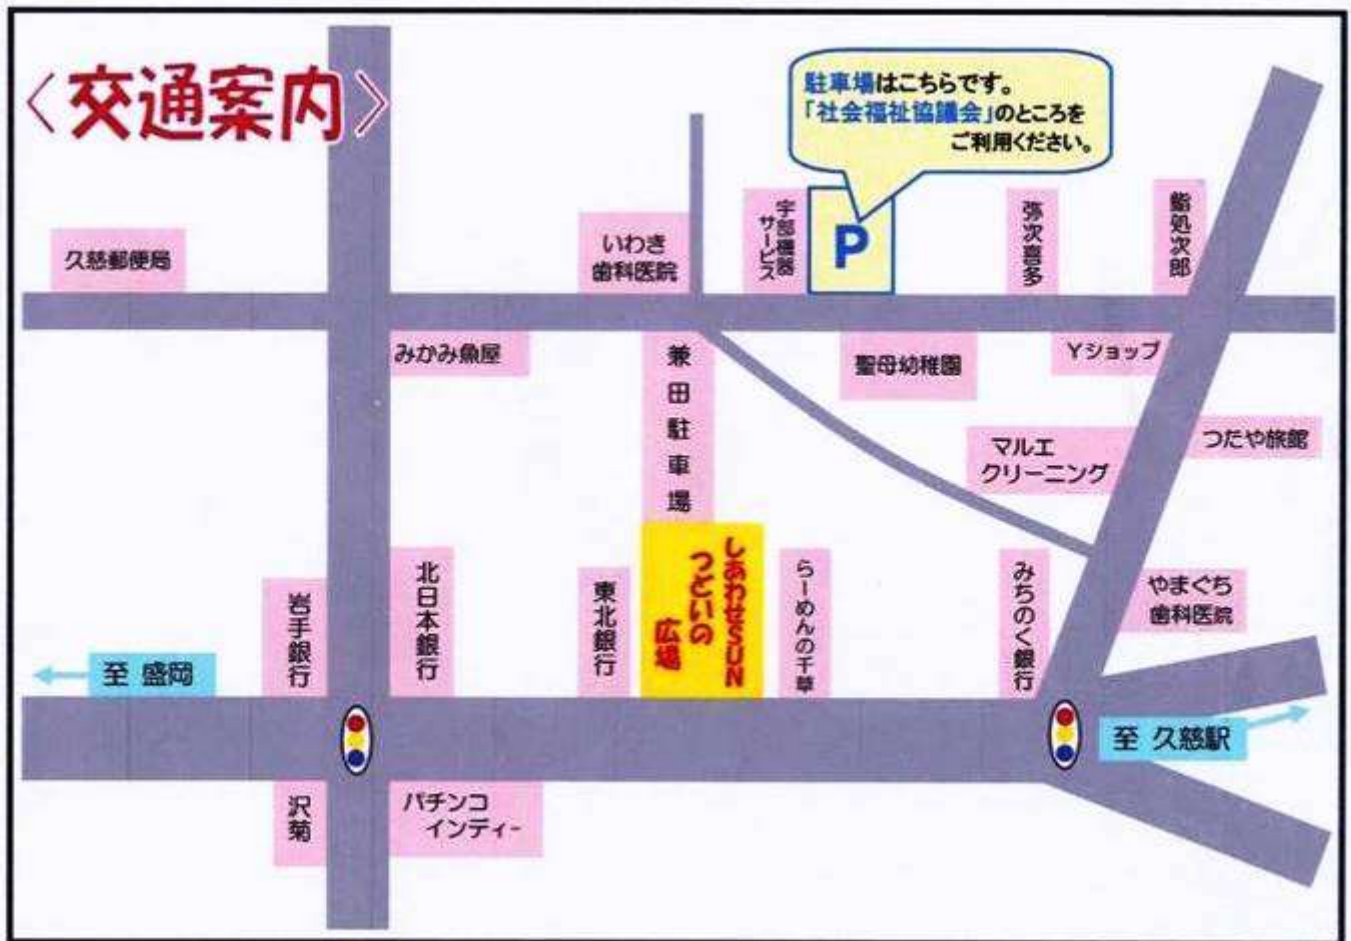 〈交通案内〉
駐車場はこちらです。
「社会福祉協議会」のところを
ご利用ください。
久慈郵便局
いわき
歯科医院
宇部機器
サービス
P
弥次喜多
鮨処次郎
みかみ魚屋
兼田駐車場
聖母幼稚園
Yショップ
マルエ
クリーニング
つたや旅館
岩手銀行
北日本銀行
東北銀行
しあわせSUN
つどいの
広場
らーめんの千草
みちのく銀行
やまぐち
歯科医院
至 盛岡
至 久慈駅
沢菊
パチンコ
インディー